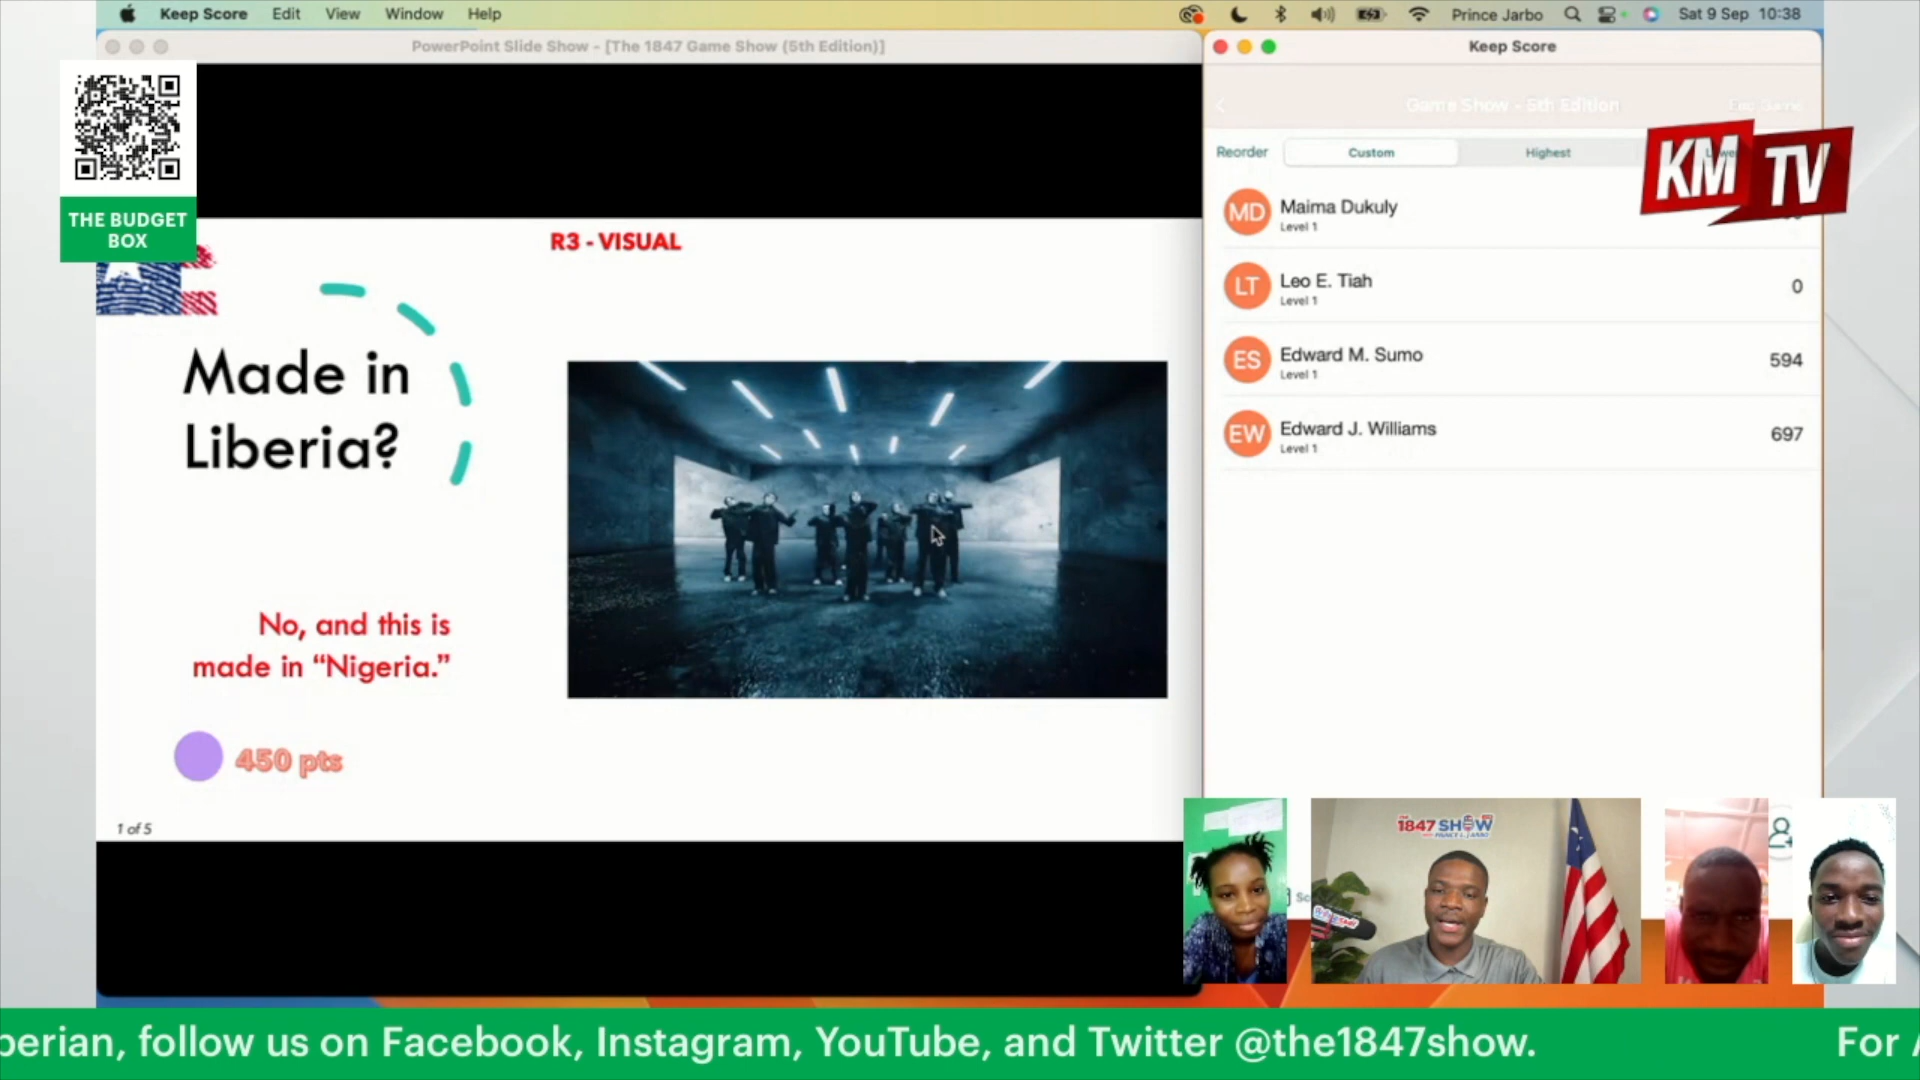 Keep Score Edit View Window Help
Prince Jarbo Sat 9 Sep 10:38
PowerPoint Slide Show - [The 1847 Game Show (5th Edition)]
Keep Score
Game Show - 5th Edition
THE BUDGET
BOX
Reorder Custom Highest
KM TV
R3 - VISUAL
Made in
Liberia?
No, and this is
made in “Nigeria.”
450 pts
1 of 5
MD Maima Dukuly
Level 1
LT Leo E. Tiah 0
Level 1
ES Edward M. Sumo 594
Level 1
EW Edward J. Williams 697
Level 1
1847 SHOW
berian, follow us on Facebook, Instagram, YouTube, and Twitter @the1847show. For